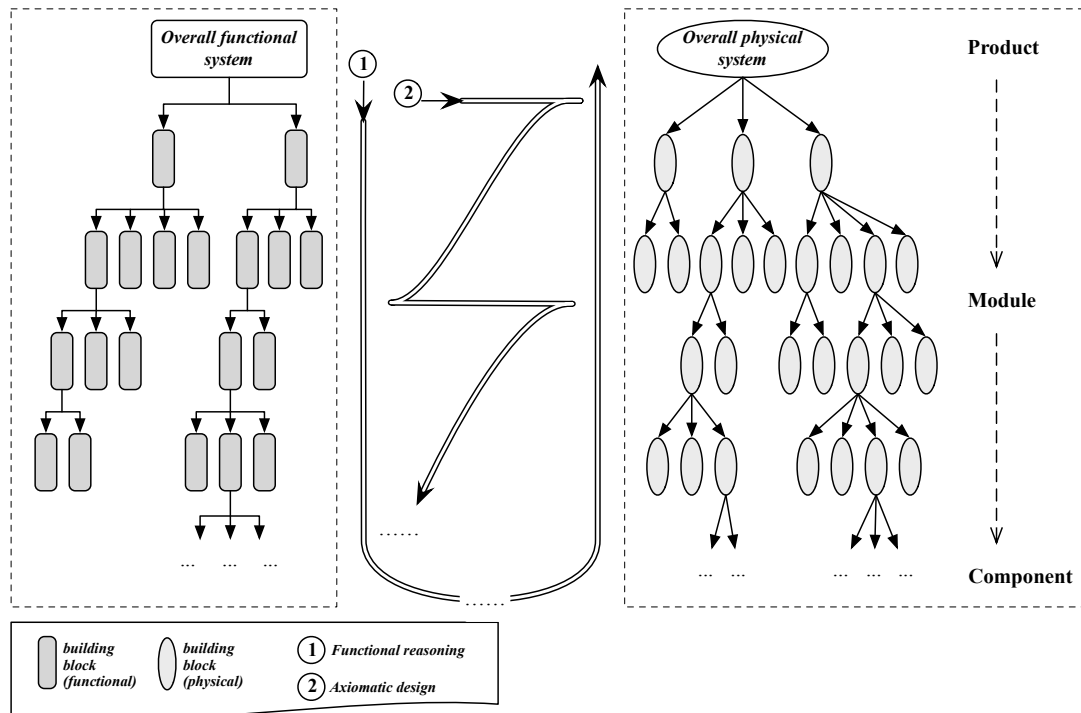 Overall functional
system
1
2
Overall physical
system
Product
Module
Component
......
......
... ... ...
... ...
... ... ...
building
block
(functional)
building
block
(physical)
1 Functional reasoning
2 Axiomatic design